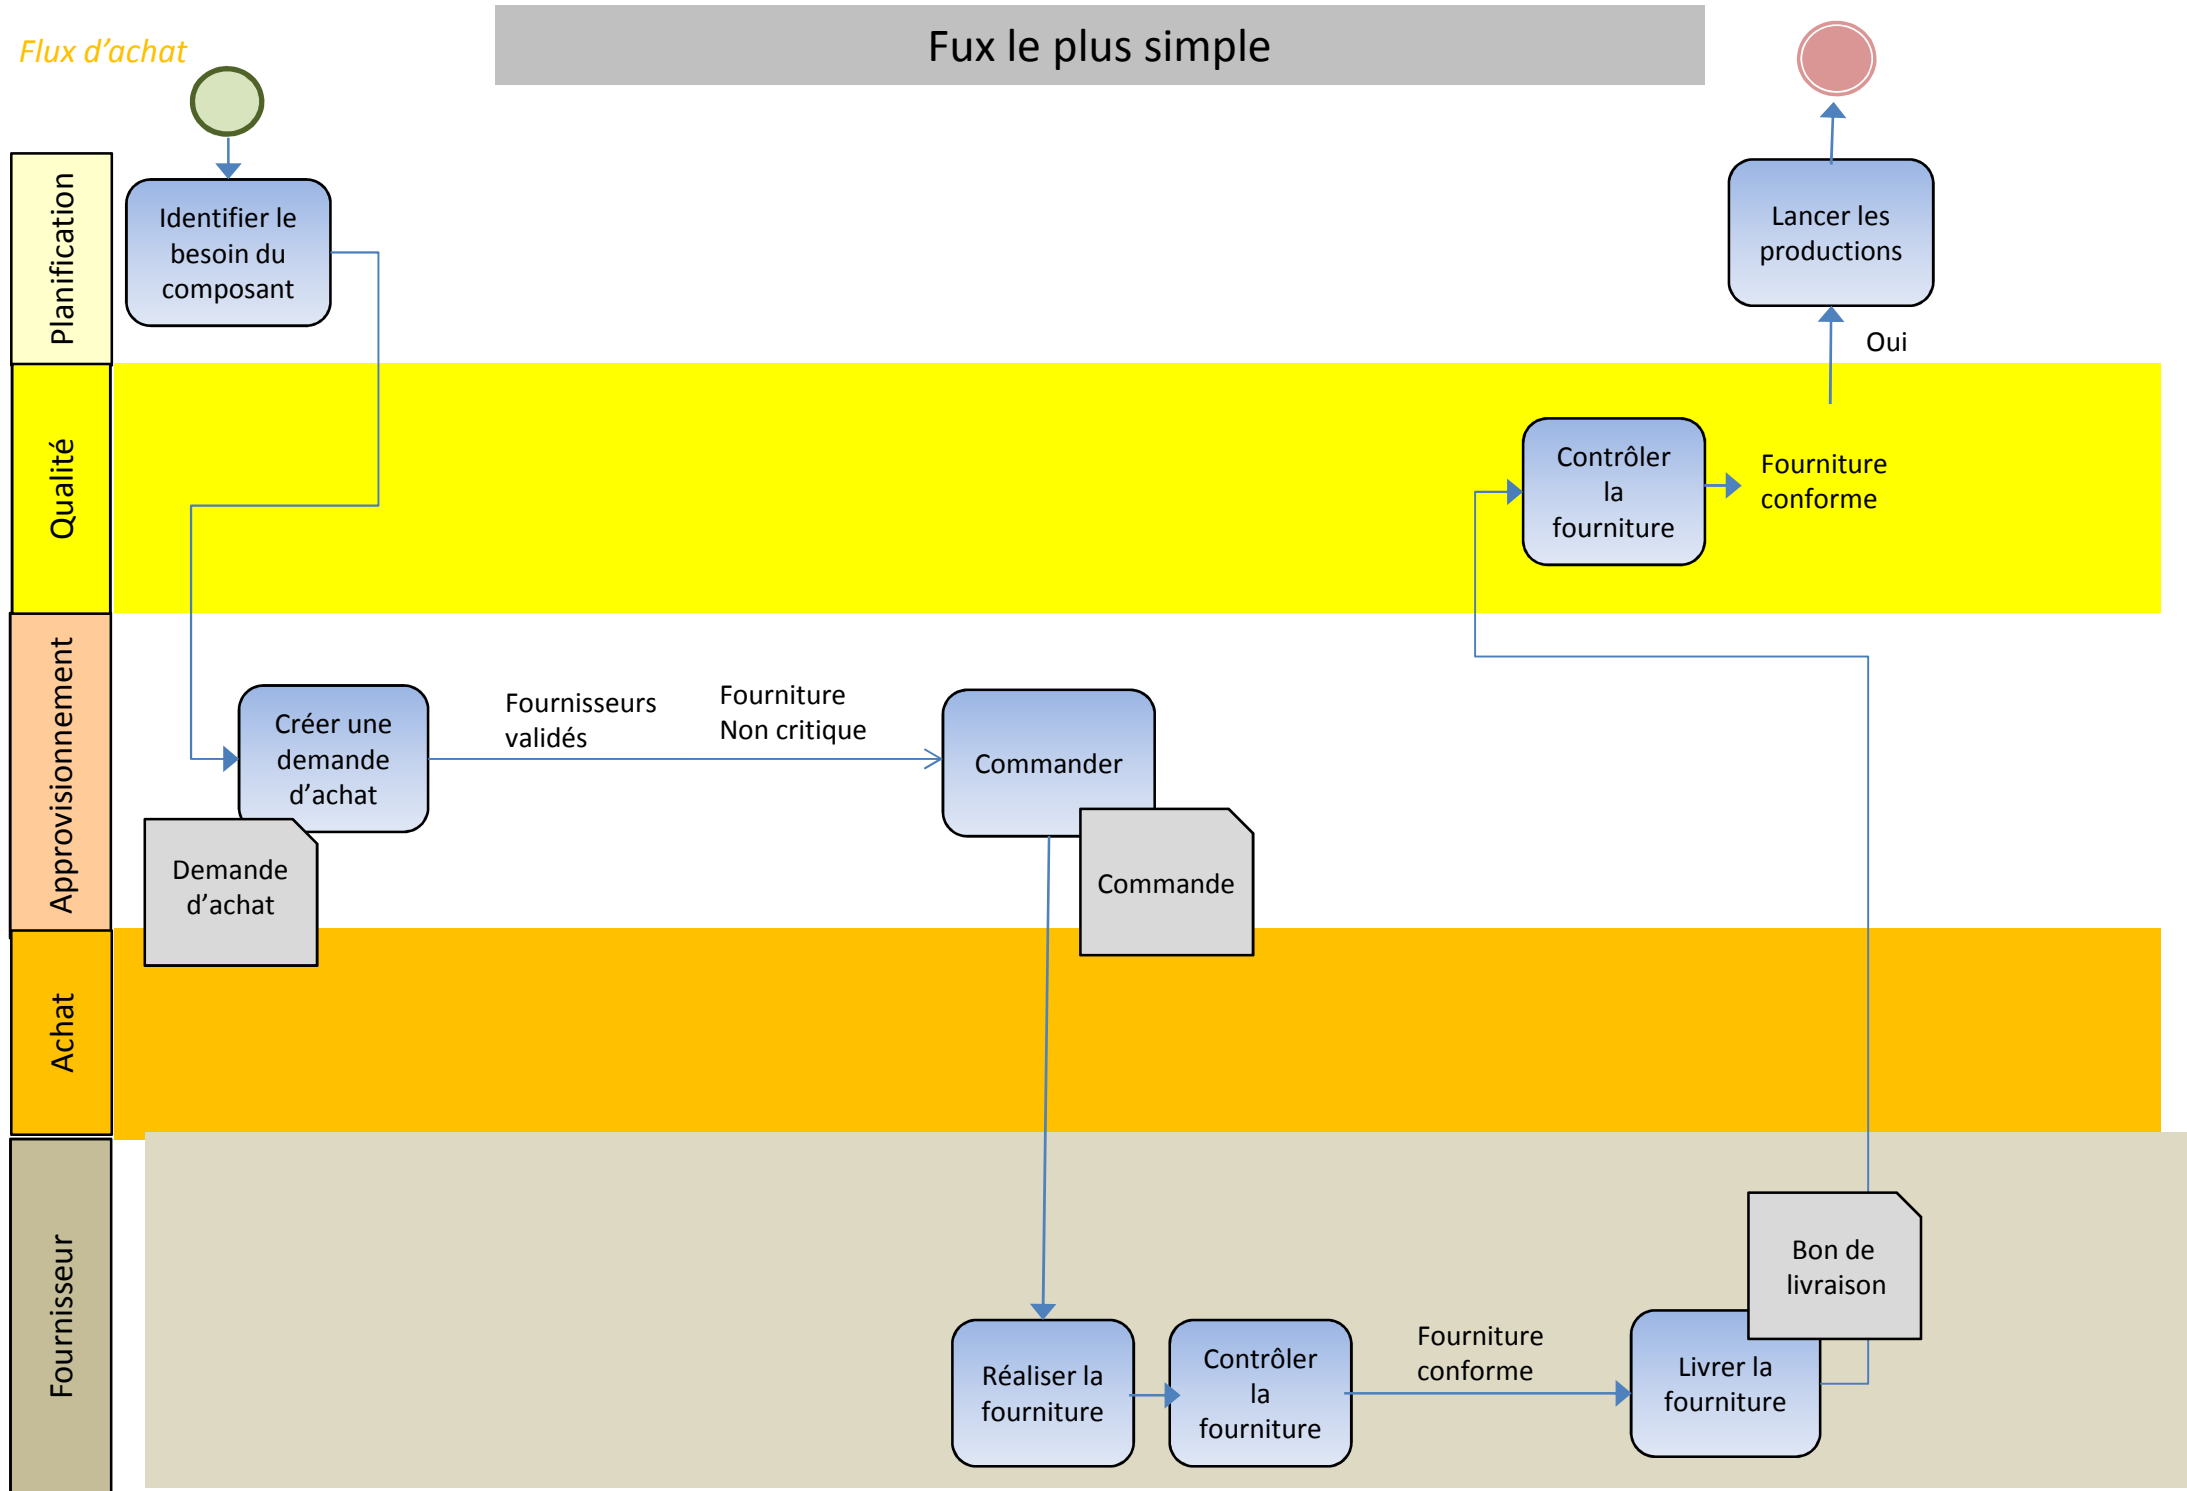 Flux d'achat
Fux le plus simple
Planification
Identifier le
besoin du
composant
Lancer les
productions
Oui
Qualité
Contrôler
la
fourniture
Fourniture
conforme
Approvisionnement
Créer une
demande
d'achat
Fournisseurs
validés
Fourniture
Non critique
Commander
Demande
d'achat
Commande
Achat
Fournisseur
Bon de
livraison
Réaliser la
fourniture
Contrôler
la
fourniture
Fourniture
conforme
Livrer la
fourniture